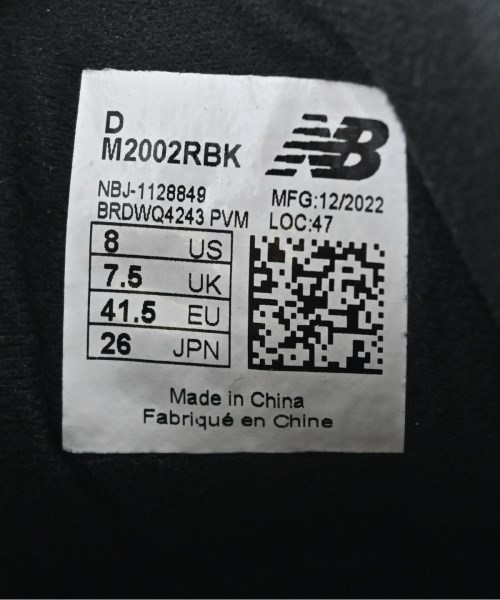 D
M2002RBK
NB
NBJ-1128849
MFG:12/2022
BRDWQ4243 PVM
LOC:47
8 US
7.5 UK
41.5 EU
26 JPN
Made in China
Fabriqué en Chine